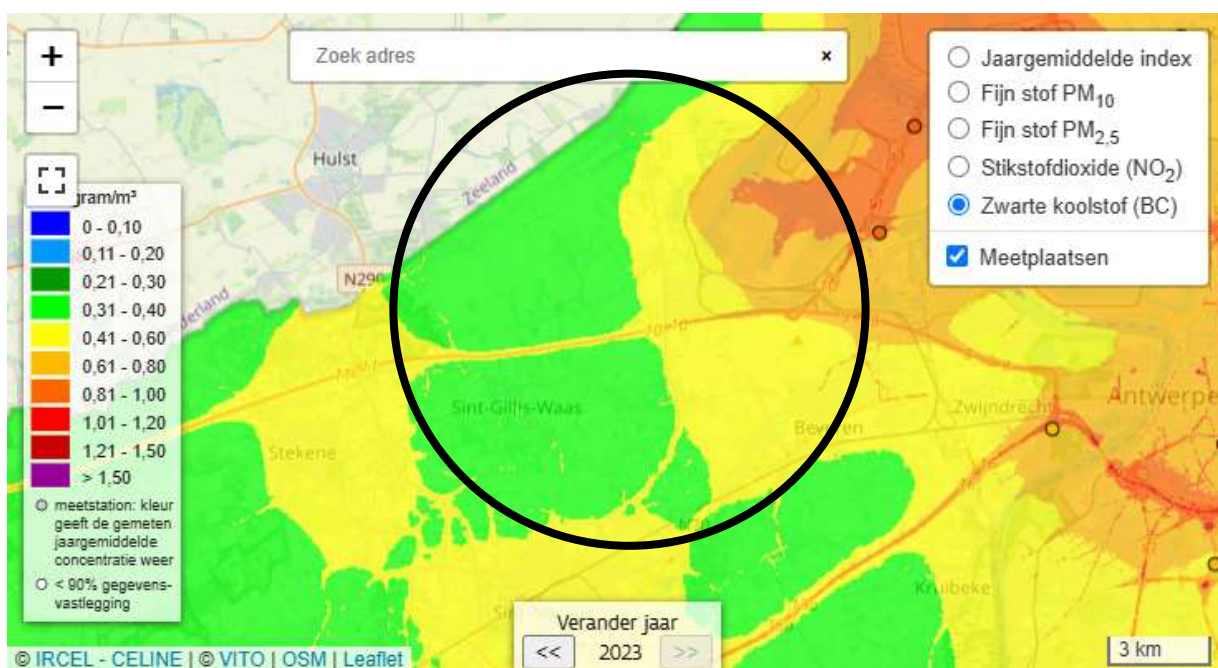 +
−
Zoek adres
×
Jaargemiddelde index
Fijn stof PM10
Fijn stof PM2,5
Stikstofdioxide (NO2)
Zwarte koolstof (BC)
Meetplaatsen
gram/m³
0 - 0,10
0,11 - 0,20
0,21 - 0,30
0,31 - 0,40
0,41 - 0,60
0,61 - 0,80
0,81 - 1,00
1,01 - 1,20
1,21 - 1,50
> 1,50
meetstation: kleur
geeft de gemeten
jaargemiddelde
concentratie weer
< 90% gegevens-
vastlegging
Hulst
Zeeland
N290
derland
Sint-Gillis-Waas
Stekene
Beveren
Zwijndrecht
Antwerpe
N70
Kruibeke
Verander jaar
<< 2023 >>
3 km
© IRCEL - CELINE | © VITO | OSM | Leaflet